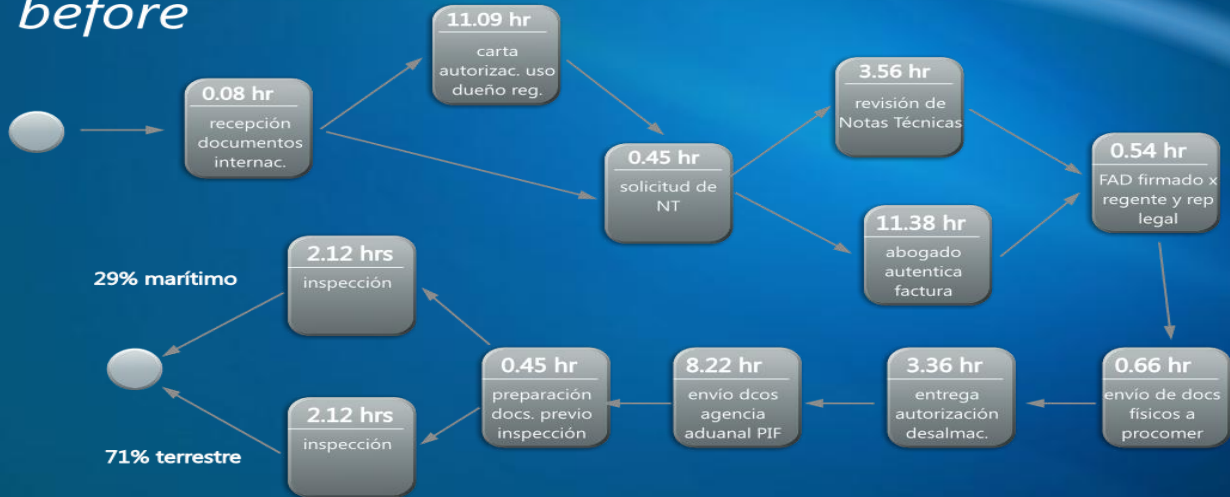 before
0.08 hr
recepción
documentos
internac.
11.09 hr
carta
autorizac. uso
dueño reg.
0.45 hr
solicitud de
NT
3.56 hr
revisión de
Notas Técnicas
11.38 hr
abogado
autentica
factura
0.54 hr
FAD firmado x
regente y rep
legal
0.66 hr
envío de docs
físicos a
procomer
3.36 hr
entrega
autorización
desalmac.
8.22 hr
envío dcos
agencia
aduanal PIF
0.45 hr
preparación
docs. previo
inspección
2.12 hrs
inspección
29% marítimo
2.12 hrs
inspección
71% terrestre